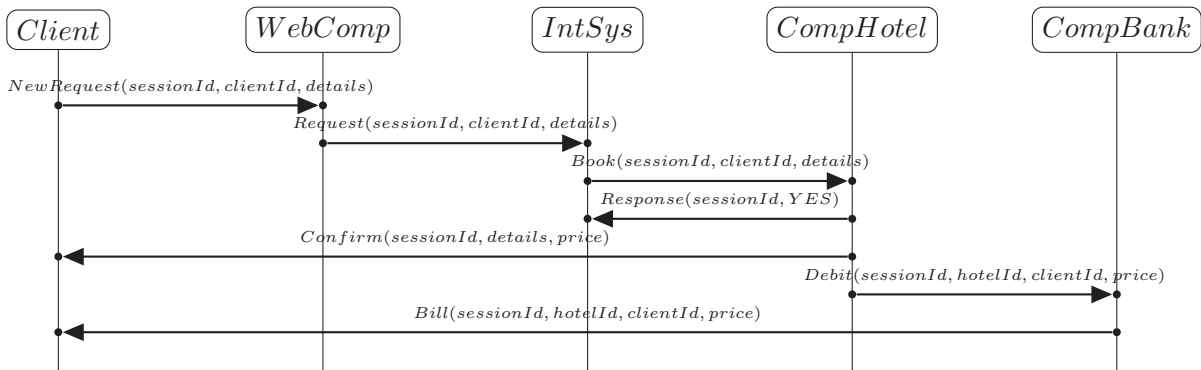 Client WebComp IntSys CompHotel CompBank
NewRequest(sessionId, clientId, details)
Request(sessionId, clientId, details)
Book(sessionId, clientId, details)
Response(sessionId, YES)
Confirm(sessionId, details, price)
Debit(sessionId, hotelId, clientId, price)
Bill(sessionId, hotelId, clientId, price)